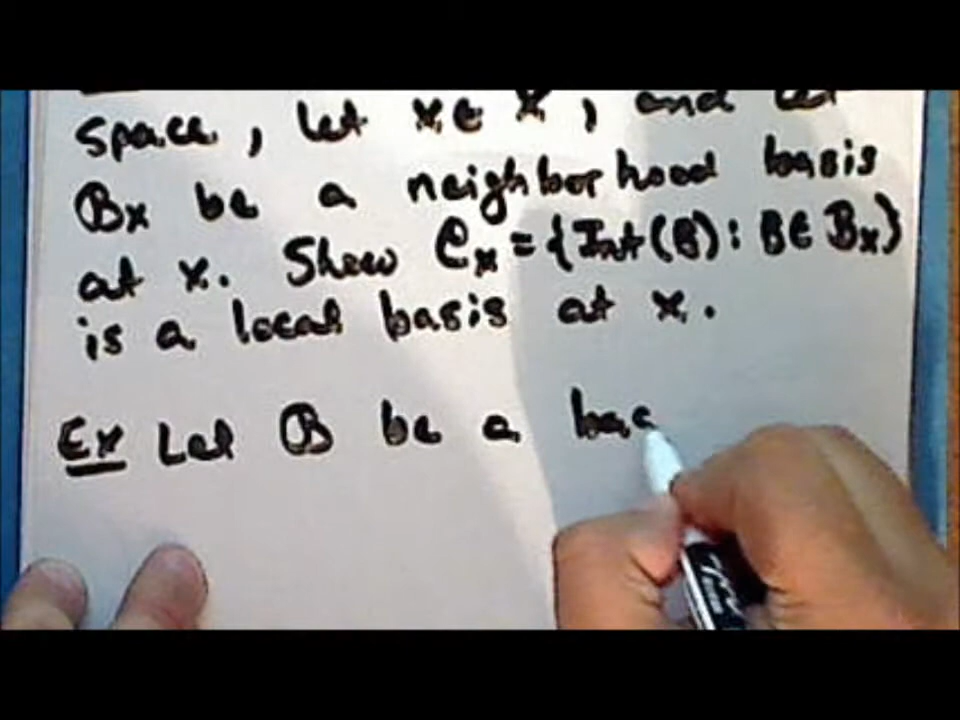 space, let x ∈ X, and let
𝓑x be a neighborhood basis
at x. Show 𝓒x = {Int(B) : B ∈ 𝓑x}
is a local basis at x.
Ex Let 𝓑 be a bas